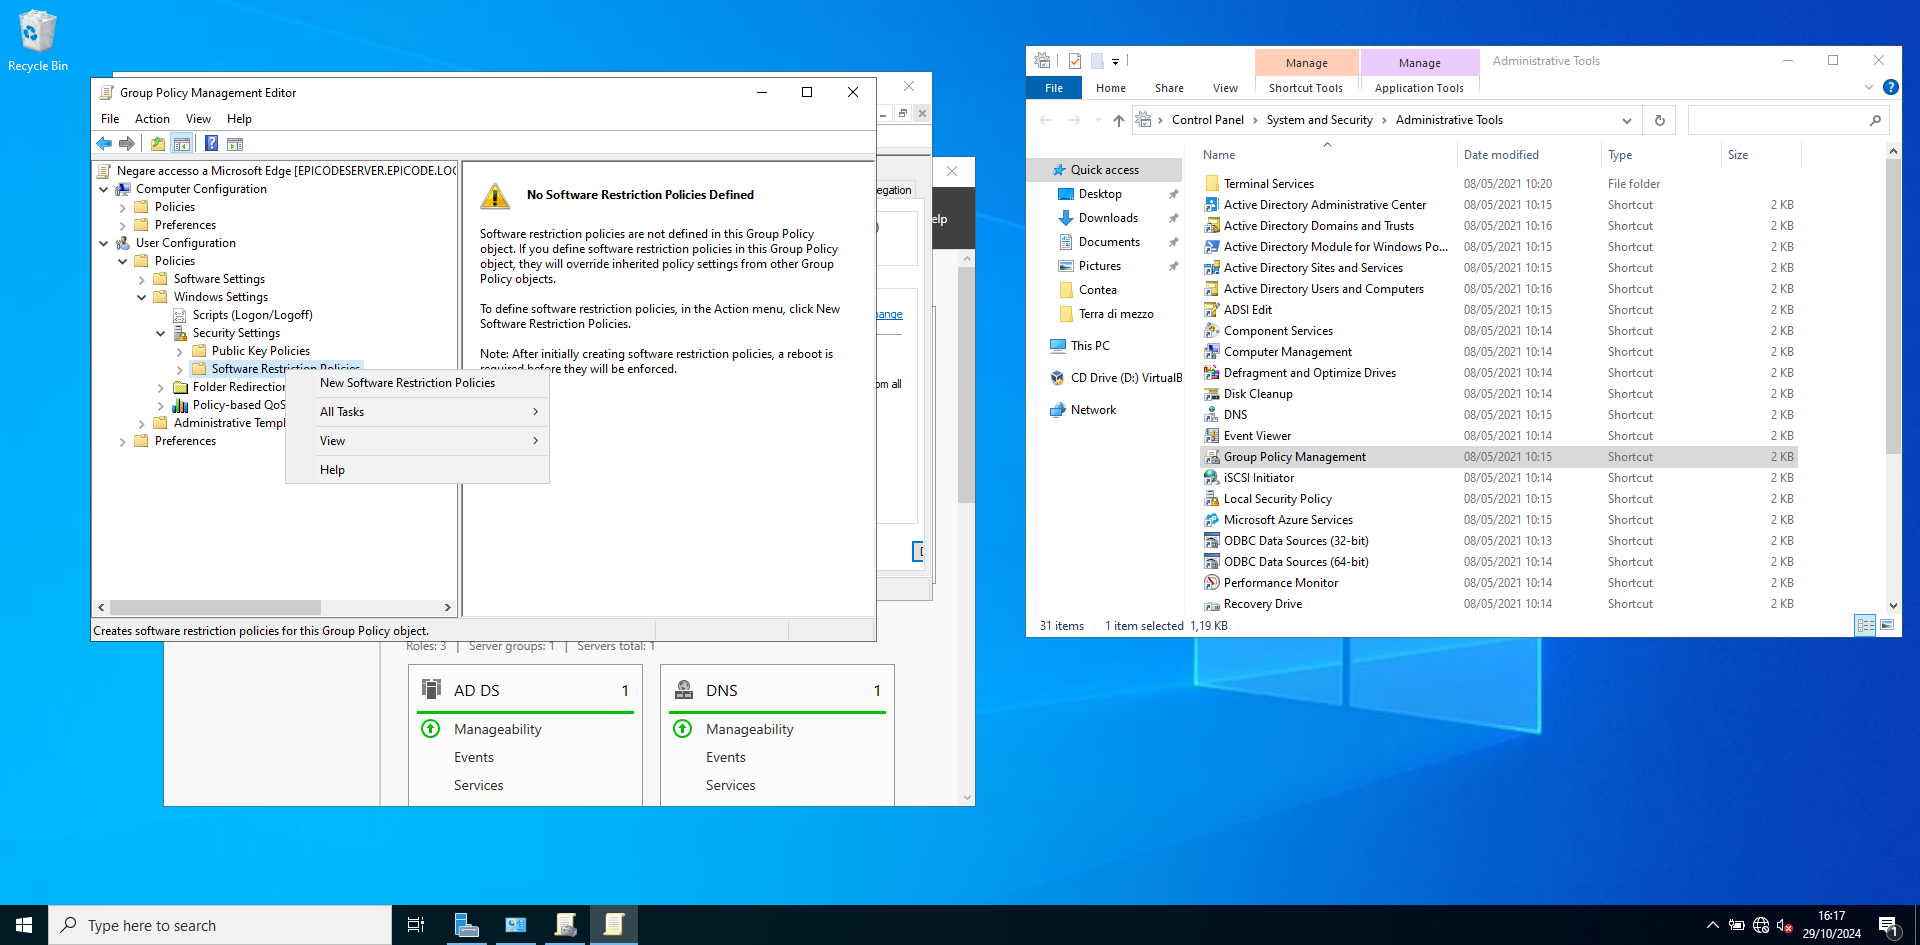 Recycle Bin
Group Policy Management Editor
File Action View Help
Negare accesso a Microsoft Edge [EPICODESERVER.EPICODE.LOC
Computer Configuration
Policies
Preferences
User Configuration
Policies
Software Settings
Windows Settings
Scripts (Logon/Logoff)
Security Settings
Public Key Policies
Software Restriction Policies
Folder Redirection
Policy-based QoS
Administrative Templ
Preferences
New Software Restriction Policies
All Tasks
View
Help
No Software Restriction Policies Defined
Software restriction policies are not defined in this Group Policy
object. If you define software restriction policies in this Group Policy
object, they will override inherited policy settings from other Group
Policy objects.
To define software restriction policies, in the Action menu, click New
Software Restriction Policies.
Note: After initially creating software restriction policies, a reboot is
required before they will be enforced.
Creates software restriction policies for this Group Policy object.
egation
elp
ange
om all
Roles: 3 | Server groups: 1 | Servers total: 1
AD DS 1
Manageability
Events
Services
DNS 1
Manageability
Events
Services
Manage Manage Administrative Tools
File Home Share View Shortcut Tools Application Tools
Control Panel System and Security Administrative Tools
Quick access
Desktop
Downloads
Documents
Pictures
Contea
Terra di mezzo
This PC
CD Drive (D:) VirtualB
Network
Name Date modified Type Size
Terminal Services 08/05/2021 10:20 File folder
Active Directory Administrative Center 08/05/2021 10:15 Shortcut 2 KB
Active Directory Domains and Trusts 08/05/2021 10:16 Shortcut 2 KB
Active Directory Module for Windows Po... 08/05/2021 10:15 Shortcut 2 KB
Active Directory Sites and Services 08/05/2021 10:15 Shortcut 2 KB
Active Directory Users and Computers 08/05/2021 10:16 Shortcut 2 KB
ADSI Edit 08/05/2021 10:15 Shortcut 2 KB
Component Services 08/05/2021 10:14 Shortcut 2 KB
Computer Management 08/05/2021 10:14 Shortcut 2 KB
Defragment and Optimize Drives 08/05/2021 10:14 Shortcut 2 KB
Disk Cleanup 08/05/2021 10:14 Shortcut 2 KB
DNS 08/05/2021 10:15 Shortcut 2 KB
Event Viewer 08/05/2021 10:14 Shortcut 2 KB
Group Policy Management 08/05/2021 10:15 Shortcut 2 KB
iSCSI Initiator 08/05/2021 10:14 Shortcut 2 KB
Local Security Policy 08/05/2021 10:15 Shortcut 2 KB
Microsoft Azure Services 08/05/2021 10:15 Shortcut 2 KB
ODBC Data Sources (32-bit) 08/05/2021 10:13 Shortcut 2 KB
ODBC Data Sources (64-bit) 08/05/2021 10:14 Shortcut 2 KB
Performance Monitor 08/05/2021 10:14 Shortcut 2 KB
Recovery Drive 08/05/2021 10:14 Shortcut 2 KB
31 items 1 item selected 1,19 KB
Type here to search
16:17
29/10/2024
1